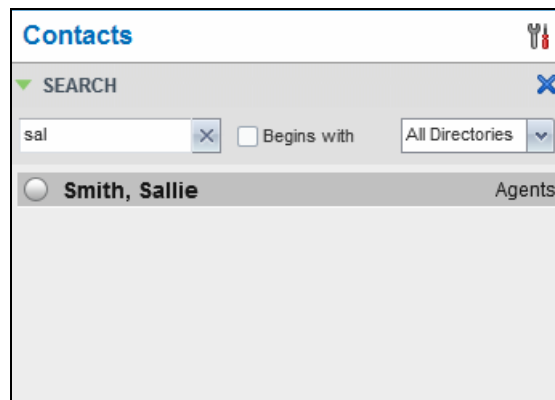 Contacts
SEARCH
sal Begins with All Directories
Smith, Sallie Agents